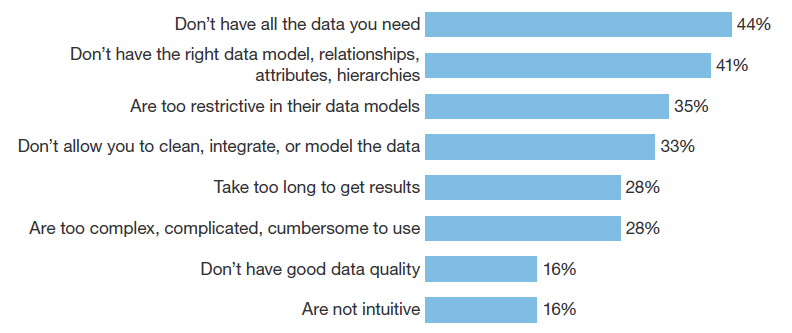 Don’t have all the data you need 44%
Don’t have the right data model, relationships,
attributes, hierarchies 41%
Are too restrictive in their data models 35%
Don’t allow you to clean, integrate, or model the data 33%
Take too long to get results 28%
Are too complex, complicated, cumbersome to use 28%
Don’t have good data quality 16%
Are not intuitive 16%